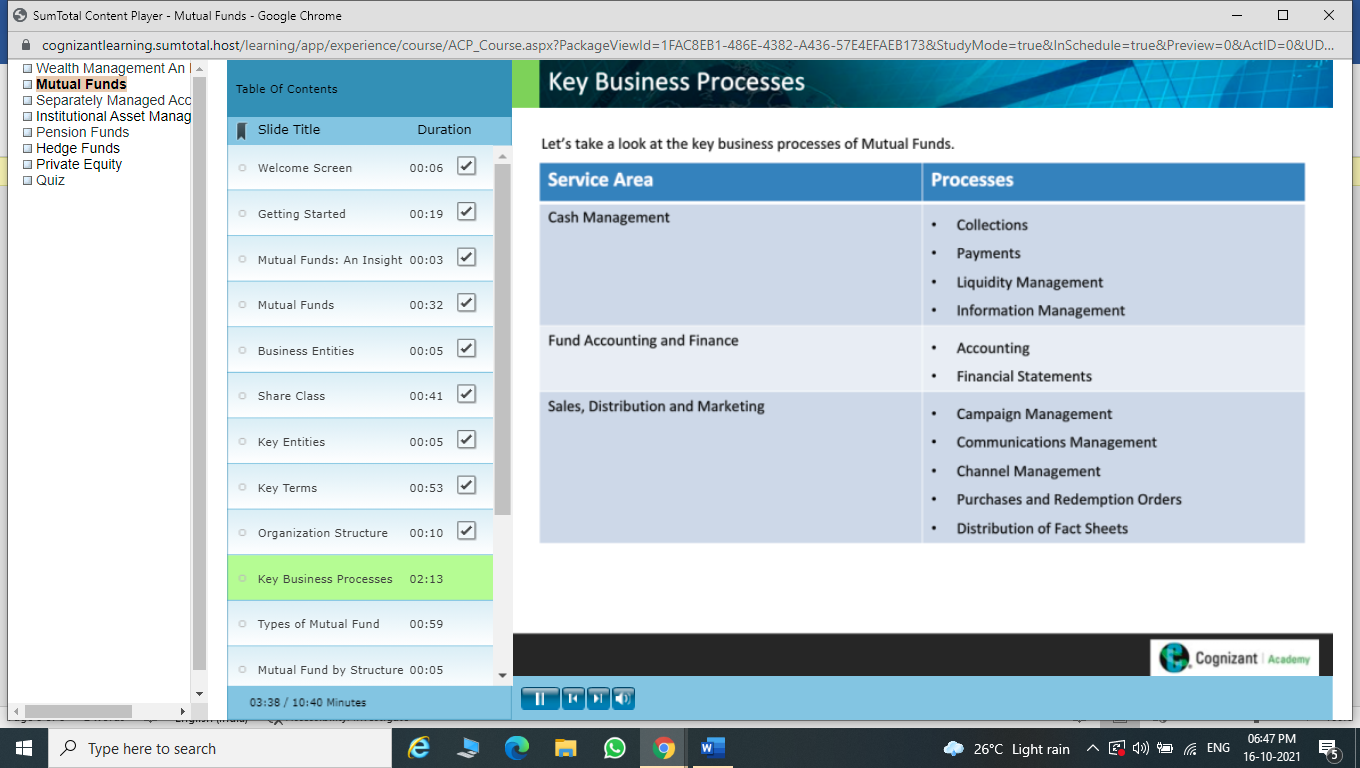 SumTotal Content Player - Mutual Funds - Google Chrome
cognizantlearning.sumtotal.host/learning/app/experience/course/ACP_Course.aspx?PackageViewId=1FAC8EB1-486E-4382-A436-57E4EFAEB173&StudyMode=true&InSchedule=true&Preview=0&ActID=0&UD...
Wealth Management An
Mutual Funds
Separately Managed Acc
Institutional Asset Manag
Pension Funds
Hedge Funds
Private Equity
Quiz
Table Of Contents
Slide Title Duration
Welcome Screen 00:06
Getting Started 00:19
Mutual Funds: An Insight 00:03
Mutual Funds 00:32
Business Entities 00:05
Share Class 00:41
Key Entities 00:05
Key Terms 00:53
Organization Structure 00:10
Key Business Processes 02:13
Types of Mutual Fund 00:59
Mutual Fund by Structure 00:05
03:38 / 10:40 Minutes
Key Business Processes
Let's take a look at the key business processes of Mutual Funds.
Service Area Processes
Cash Management
• Collections
• Payments
• Liquidity Management
• Information Management
Fund Accounting and Finance
• Accounting
• Financial Statements
Sales, Distribution and Marketing
• Campaign Management
• Communications Management
• Channel Management
• Purchases and Redemption Orders
• Distribution of Fact Sheets
Cognizant | Academy
Type here to search
26°C Light rain
ENG
06:47 PM
16-10-2021
5